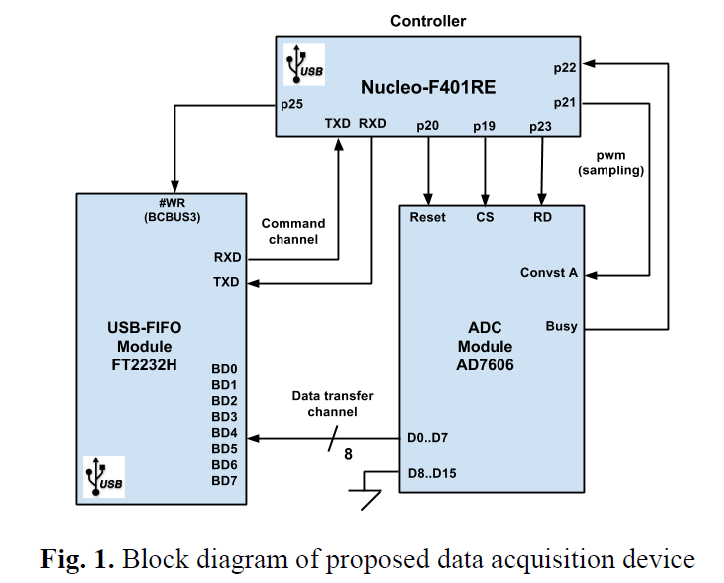 Controller
USB
Nucleo-F401RE
p22
p21
p25
TXD RXD p20 p19 p23
pwm
(sampling)
#WR
(BCBUS3)
Reset CS RD
Command
channel
RXD
TXD
Convst A
Busy
USB-FIFO
Module
FT2232H
ADC
Module
AD7606
BD0
BD1
BD2
BD3
BD4
BD5
BD6
BD7
Data transfer
channel
8
D0..D7
D8..D15
USB
Fig. 1. Block diagram of proposed data acquisition device